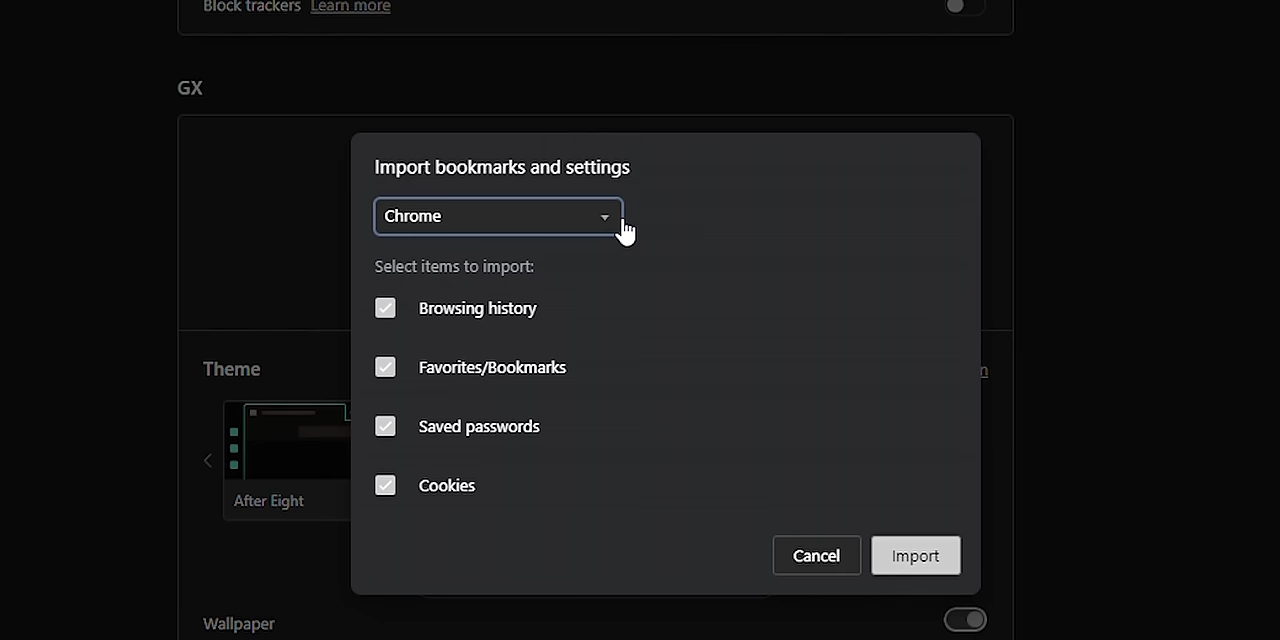 Block trackers Learn more
GX
Import bookmarks and settings
Chrome
Select items to import:
Browsing history
Favorites/Bookmarks
Saved passwords
Cookies
Cancel Import
Theme
After Eight
Wallpaper